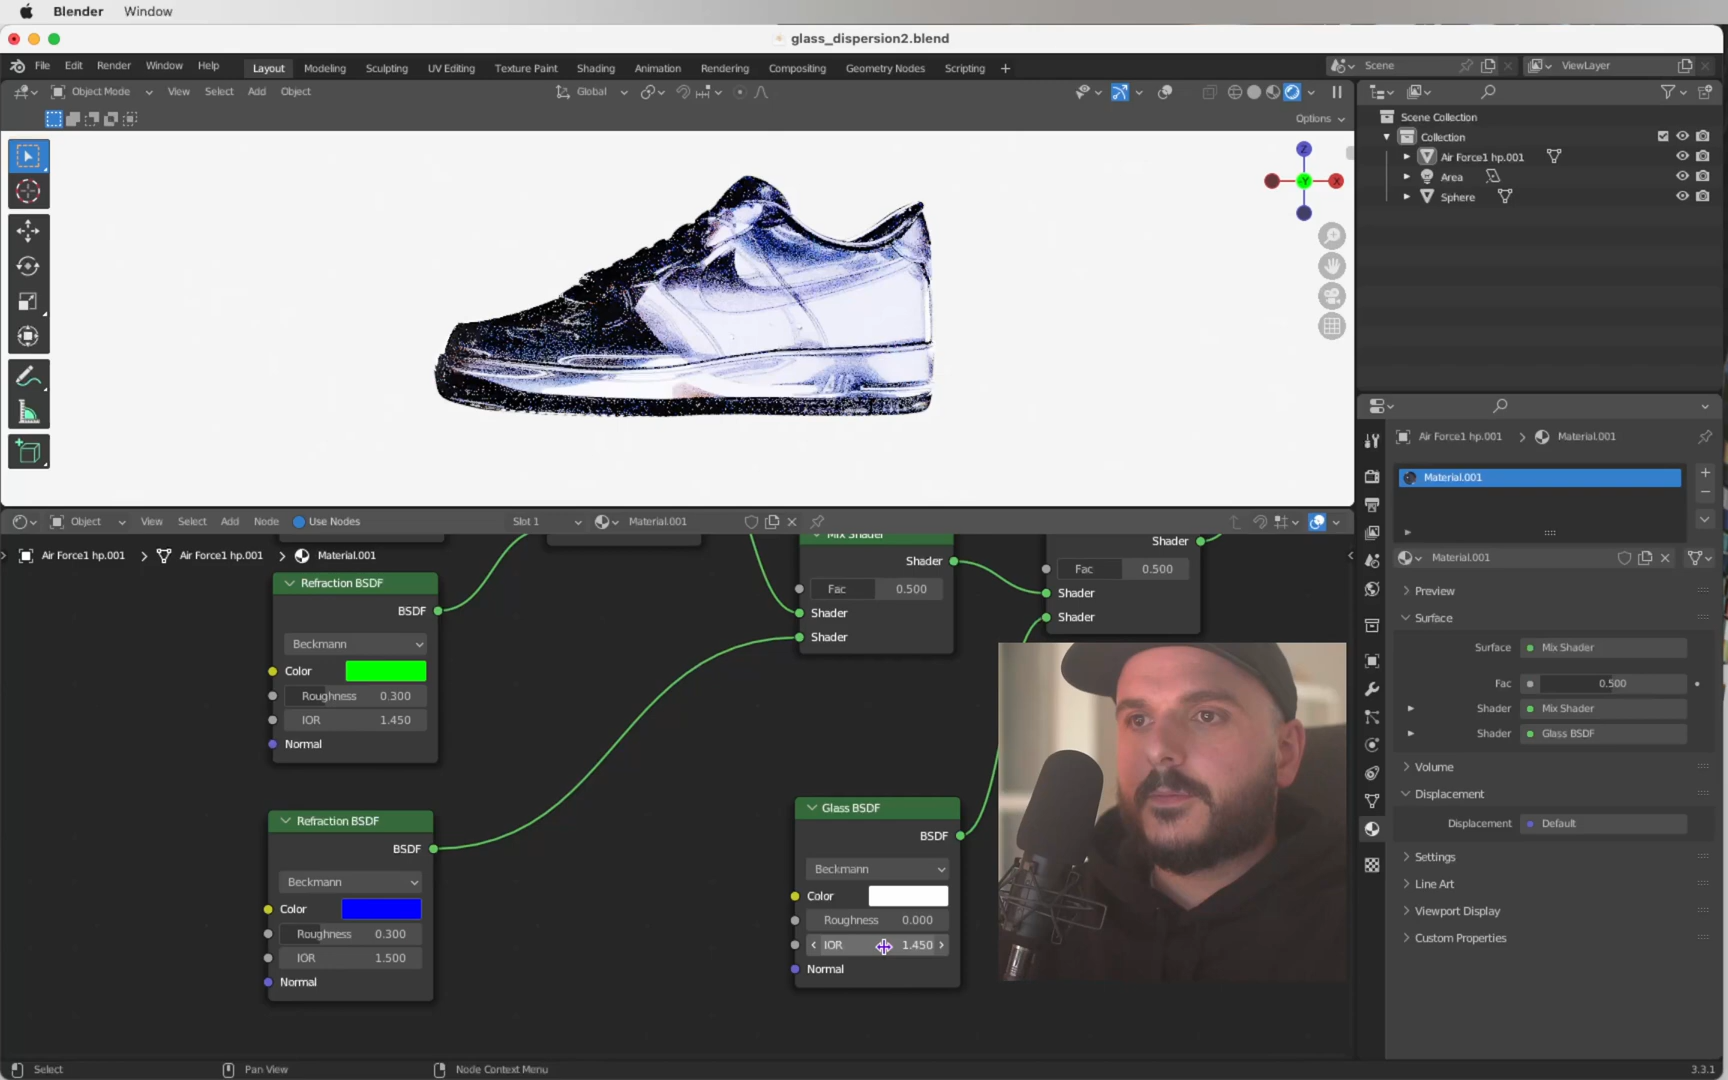 Blender Window
glass_dispersion2.blend
File Edit Render Window Help Layout Modeling Sculpting UV Editing Texture Paint Shading Animation Rendering Compositing Geometry Nodes Scripting + Scene ViewLayer
Object Mode View Select Add Object Global
Options
Z
Y
X
AIR
Scene Collection
Collection
Air Force1 hp.001
Area
Sphere
Air Force1 hp.001 Material.001
Material.001
Material.001
Preview
Surface
Surface Mix Shader
Fac 0.500
Shader Mix Shader
Shader Glass BSDF
Volume
Displacement
Displacement Default
Settings
Line Art
Viewport Display
Custom Properties
Object View Select Add Node Use Nodes Slot 1 Material.001
Air Force1 hp.001 Air Force1 hp.001 Material.001
Refraction BSDF
BSDF
Beckmann
Color
Roughness 0.300
IOR 1.450
Normal
Refraction BSDF
BSDF
Beckmann
Color
Roughness 0.300
IOR 1.500
Normal
Mix Shader
Shader
Fac 0.500
Shader
Shader
Shader
Fac 0.500
Shader
Shader
Glass BSDF
BSDF
Beckmann
Color
Roughness 0.000
IOR 1.450
Normal
Select Pan View Node Context Menu 3.3.1